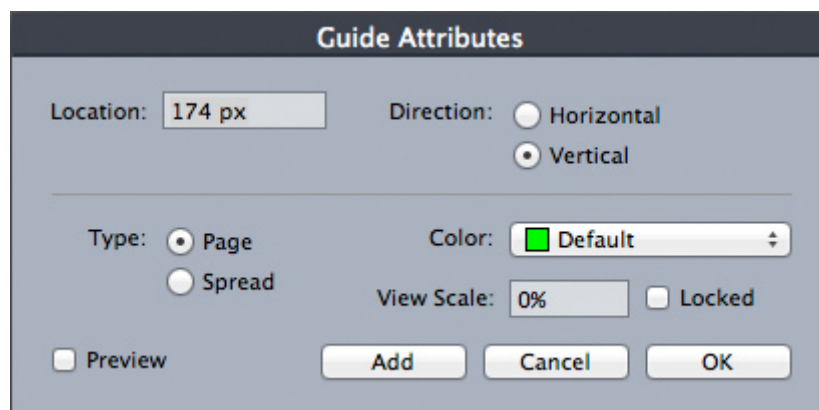 Guide Attributes
Location: 174 px Direction: Horizontal
Vertical
Type: Page Color: Default
Spread
View Scale: 0% Locked
Preview Add Cancel OK